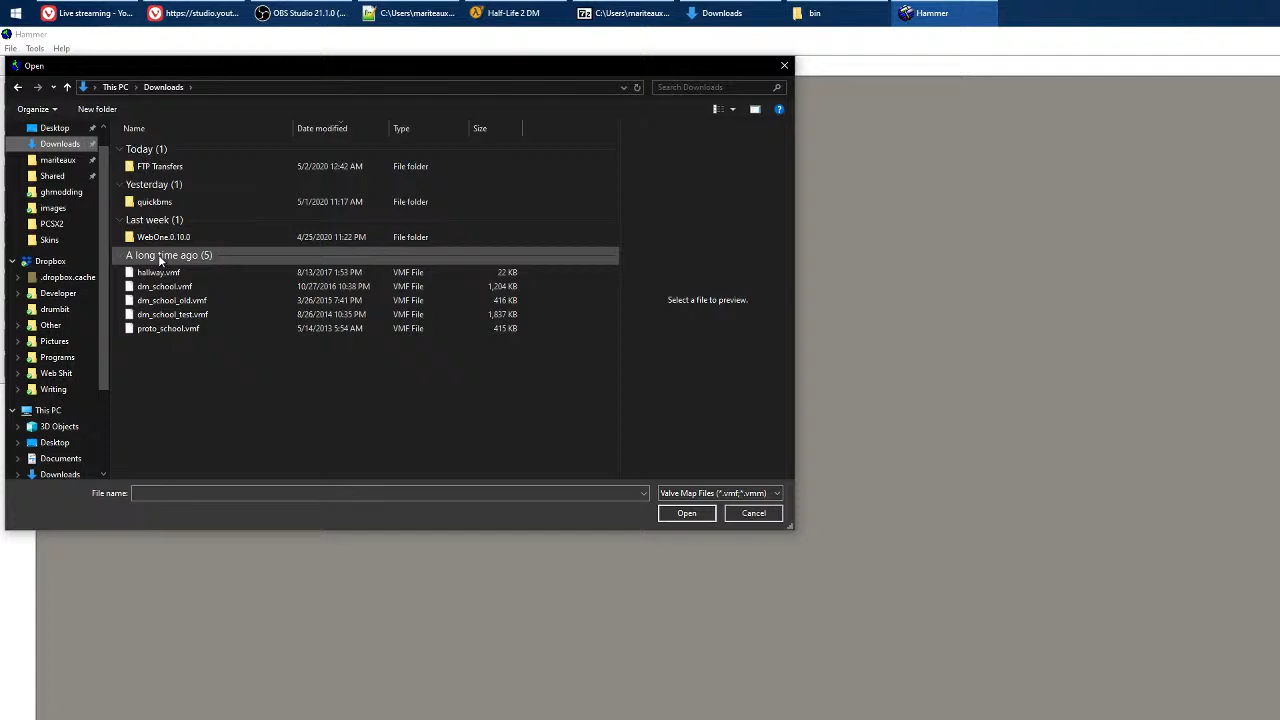 Live streaming - Yo... https://studio.yout... OBS Studio 21.1.0 (... C:\Users\mariteaux... Half-Life 2 DM C:\Users\mariteaux... Downloads bin Hammer
Hammer
File Tools Help
Open
This PC Downloads Search Downloads
Organize New folder
Name Date modified Type Size
Desktop
Downloads
mariteaux
Shared
ghmodding
images
PCSX2
Skins
Dropbox
.dropbox.cache
Developer
drumbit
Other
Pictures
Programs
Web Shit
Writing
This PC
3D Objects
Desktop
Documents
Downloads
Today (1)
FTP Transfers 5/2/2020 12:42 AM File folder
Yesterday (1)
quickbms 5/1/2020 11:17 AM File folder
Last week (1)
WebOne.0.10.0 4/25/2020 11:22 PM File folder
A long time ago (5)
hallway.vmf 8/13/2017 1:53 PM VMF File 22 KB
dm_school.vmf 10/27/2016 10:38 PM VMF File 1,204 KB
dm_school_old.vmf 3/26/2015 7:41 PM VMF File 416 KB
dm_school_test.vmf 8/26/2014 10:35 PM VMF File 1,837 KB
proto_school.vmf 5/14/2013 5:54 AM VMF File 415 KB
Select a file to preview.
File name: Valve Map Files (*.vmf;*.vmm)
Open Cancel